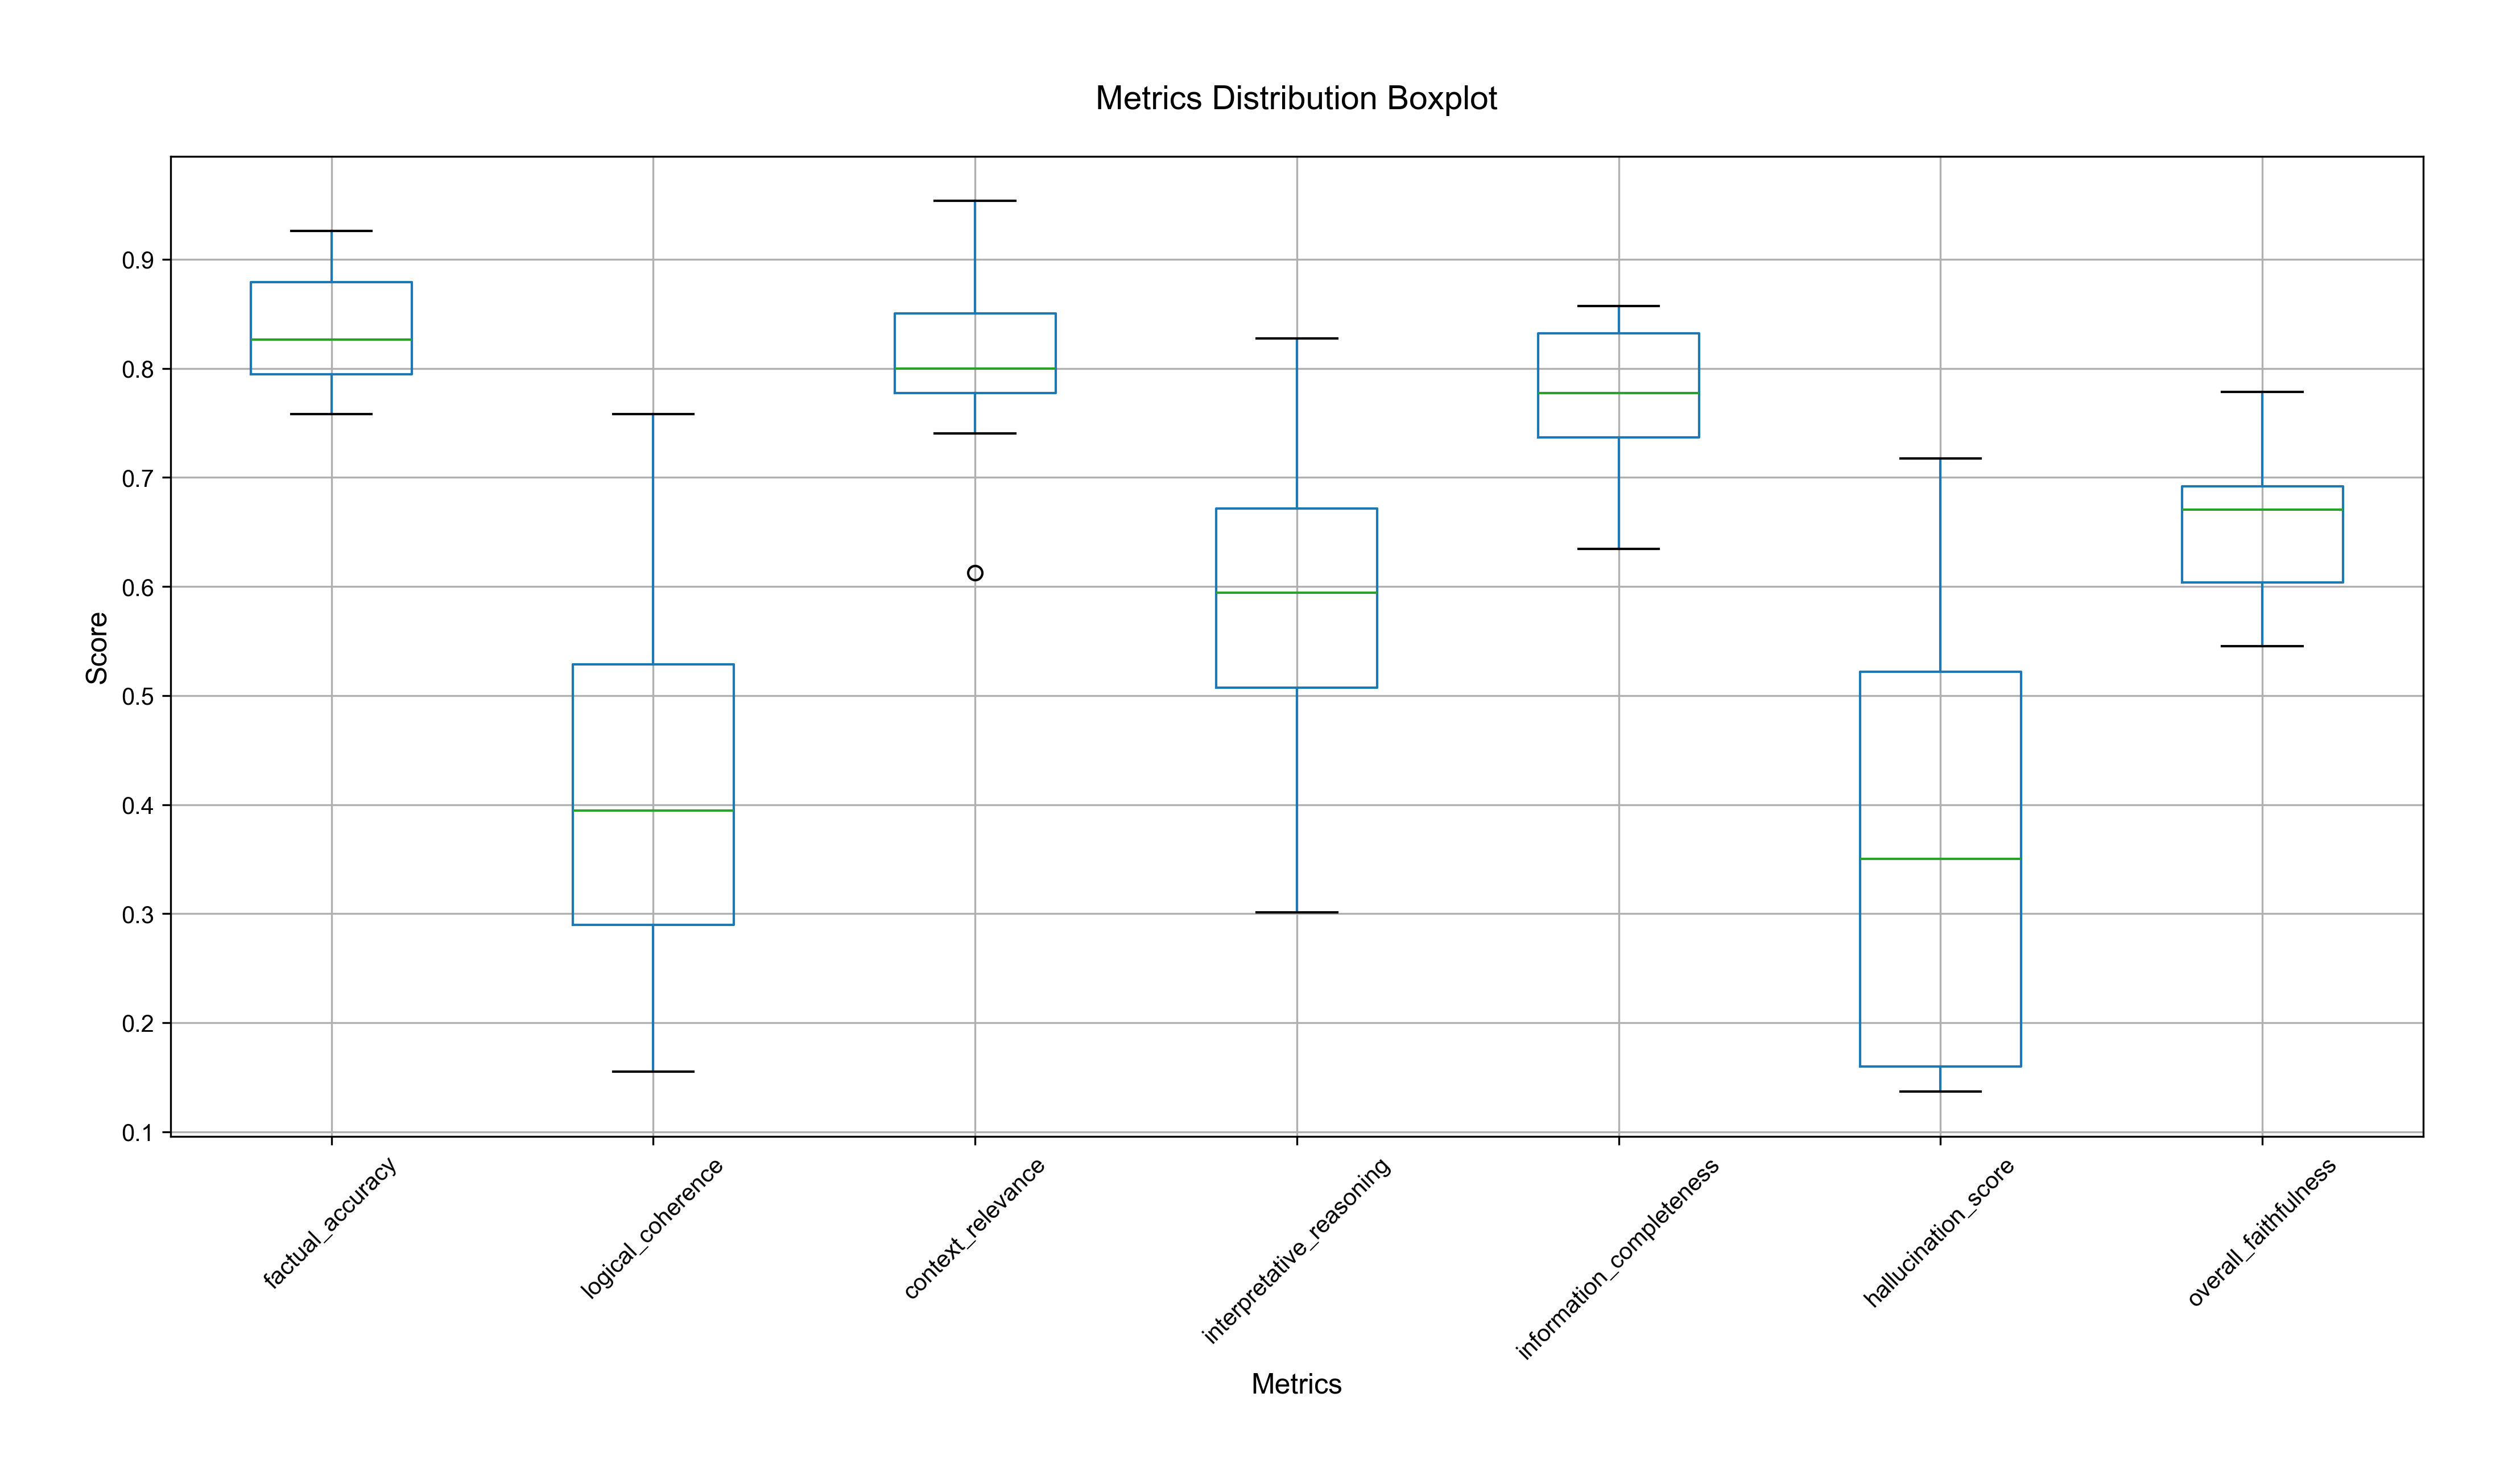 Metrics Distribution Boxplot
Score
0.9
0.8
0.7
0.6
0.5
0.4
0.3
0.2
0.1
factual_accuracy
logical_coherence
context_relevance
interpretative_reasoning
information_completeness
hallucination_score
overall_faithfulness
Metrics